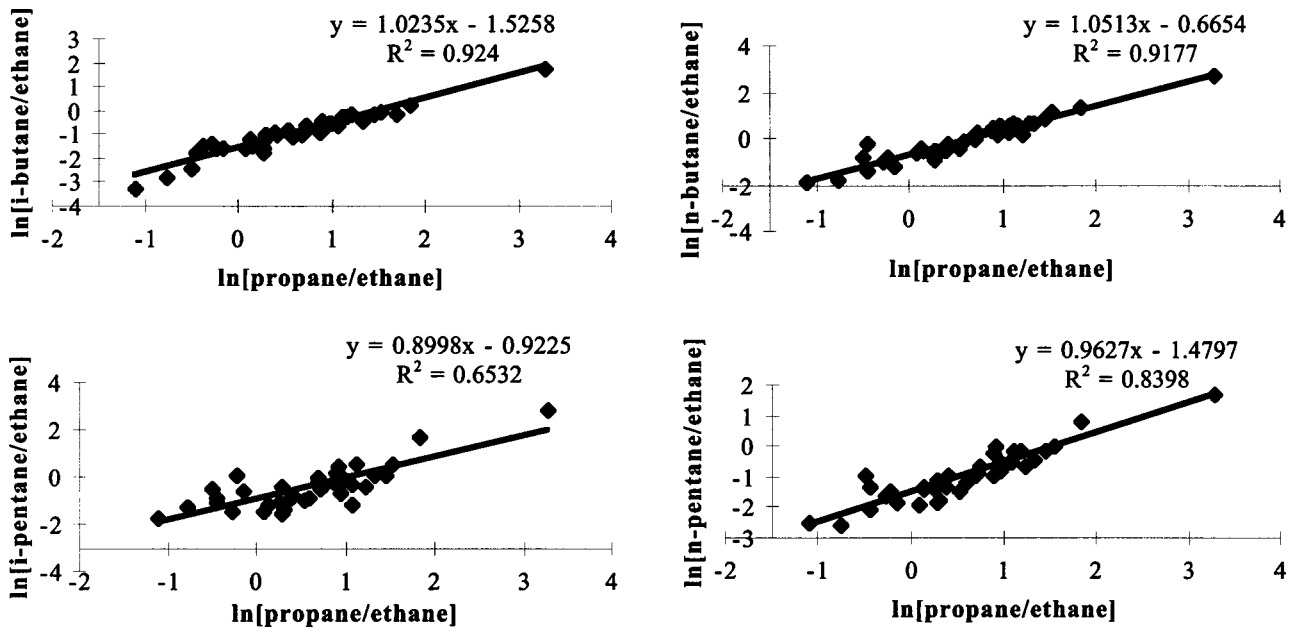 y = 1.0235x - 1.5258
R² = 0.924
ln[i-butane/ethane]
3
2
1
0
-1
-2
-3
-4
-2 -1 0 1 2 3 4
ln[propane/ethane]
y = 1.0513x - 0.6654
R² = 0.9177
ln[n-butane/ethane]
4
2
0
-2
-4
-2 -1 0 1 2 3 4
ln[propane/ethane]
y = 0.8998x - 0.9225
R² = 0.6532
ln[i-pentane/ethane]
4
2
0
-2
-4
-2 -1 0 1 2 3 4
ln[propane/ethane]
y = 0.9627x - 1.4797
R² = 0.8398
ln[n-pentane/ethane]
2
1
0
-1
-2
-3
-2 -1 0 1 2 3 4
ln[propane/ethane]